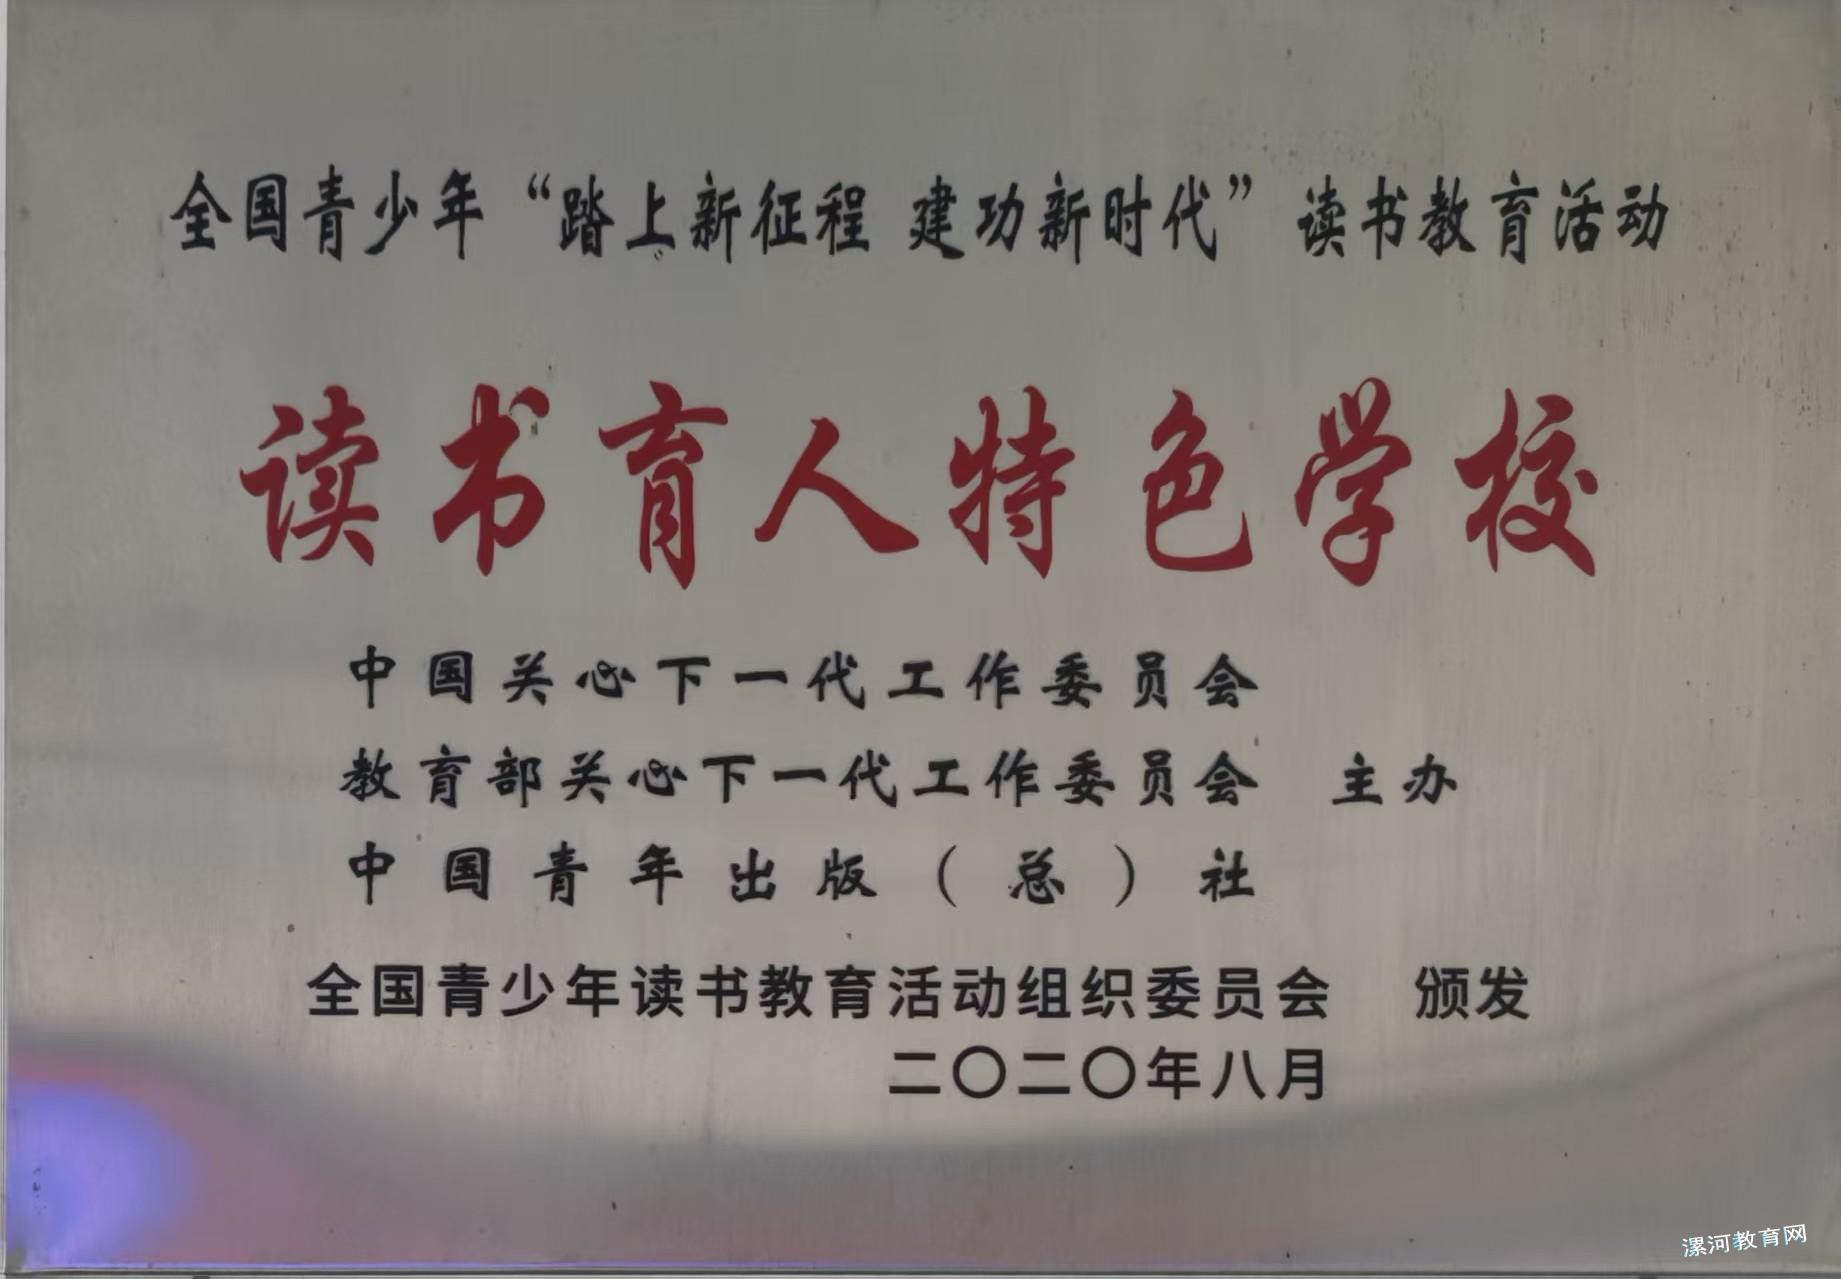 全国青少年“踏上新征程 建功新时代”读书教育活动
读书育人特色学校
中国关心下一代工作委员会
教育部关心下一代工作委员会 主办
中国青年出版（总）社
全国青少年读书教育活动组织委员会 颁发
二〇二〇年八月
漯河教育网